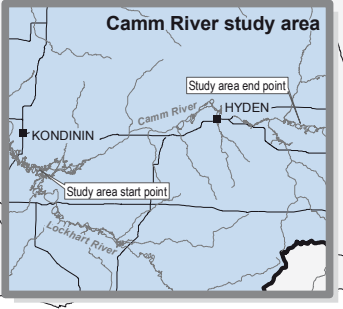 Camm River study area
Study area end point
Camm River
HYDEN
KONDININ
Study area start point
Lockhart River